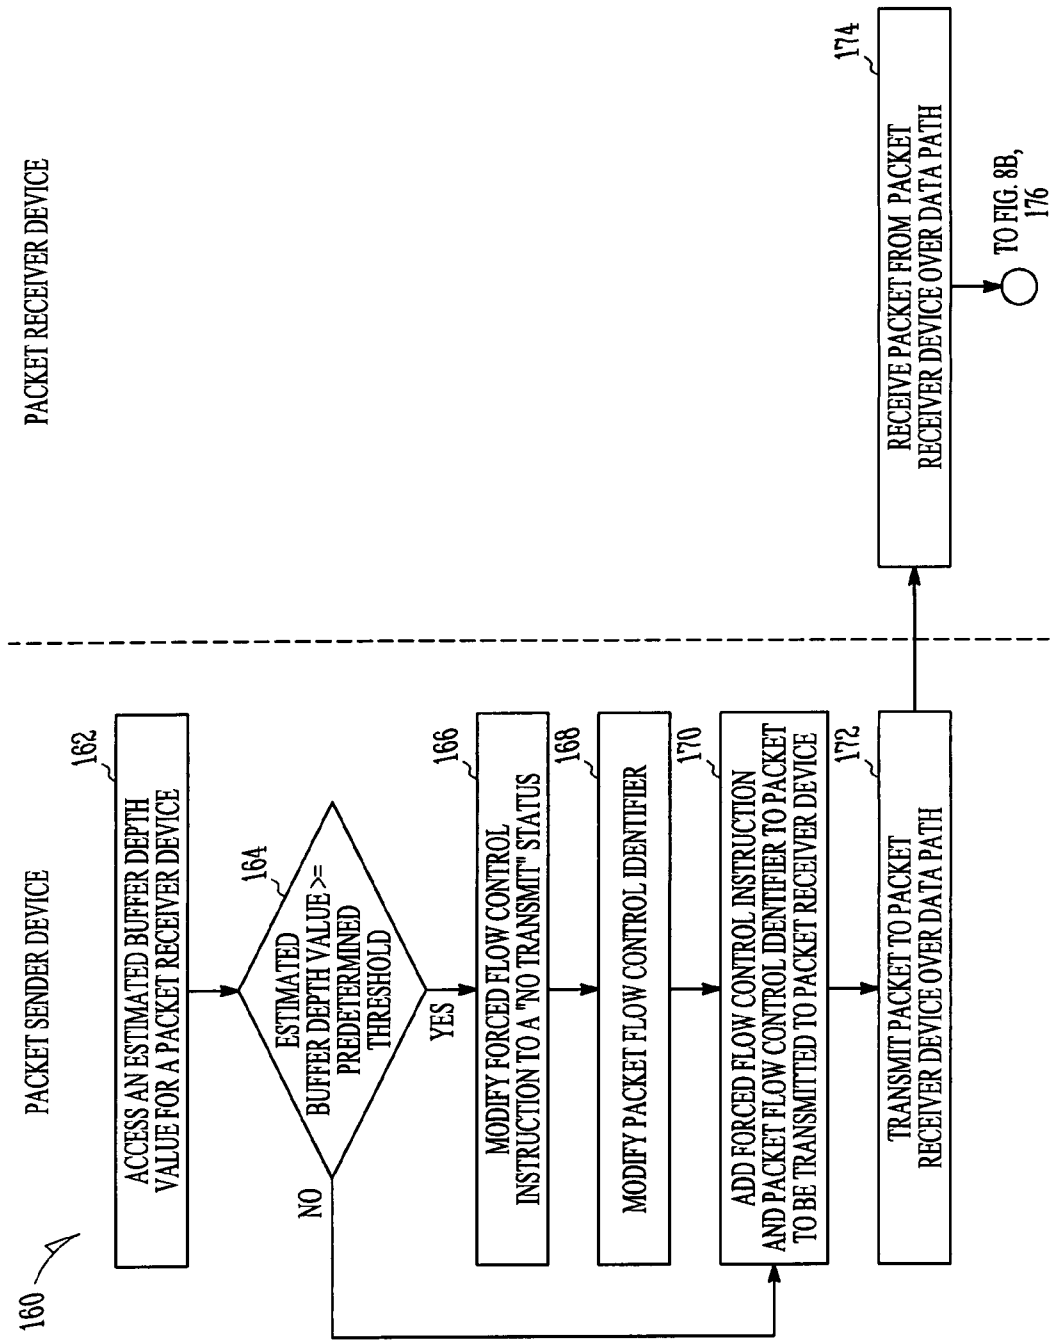 160
PACKET SENDER DEVICE
PACKET RECEIVER DEVICE
162
ACCESS AN ESTIMATED BUFFER DEPTH
VALUE FOR A PACKET RECEIVER DEVICE
164
ESTIMATED
BUFFER DEPTH VALUE >=
PREDETERMINED
THRESHOLD
NO
YES
166
MODIFY FORCED FLOW CONTROL
INSTRUCTION TO A "NO TRANSMIT" STATUS
168
MODIFY PACKET FLOW CONTROL IDENTIFIER
170
ADD FORCED FLOW CONTROL INSTRUCTION
AND PACKET FLOW CONTROL IDENTIFIER TO PACKET
TO BE TRANSMITTED TO PACKET RECEIVER DEVICE
172
TRANSMIT PACKET TO PACKET
RECEIVER DEVICE OVER DATA PATH
174
RECEIVE PACKET FROM PACKET
RECEIVER DEVICE OVER DATA PATH
TO FIG. 8B,
176